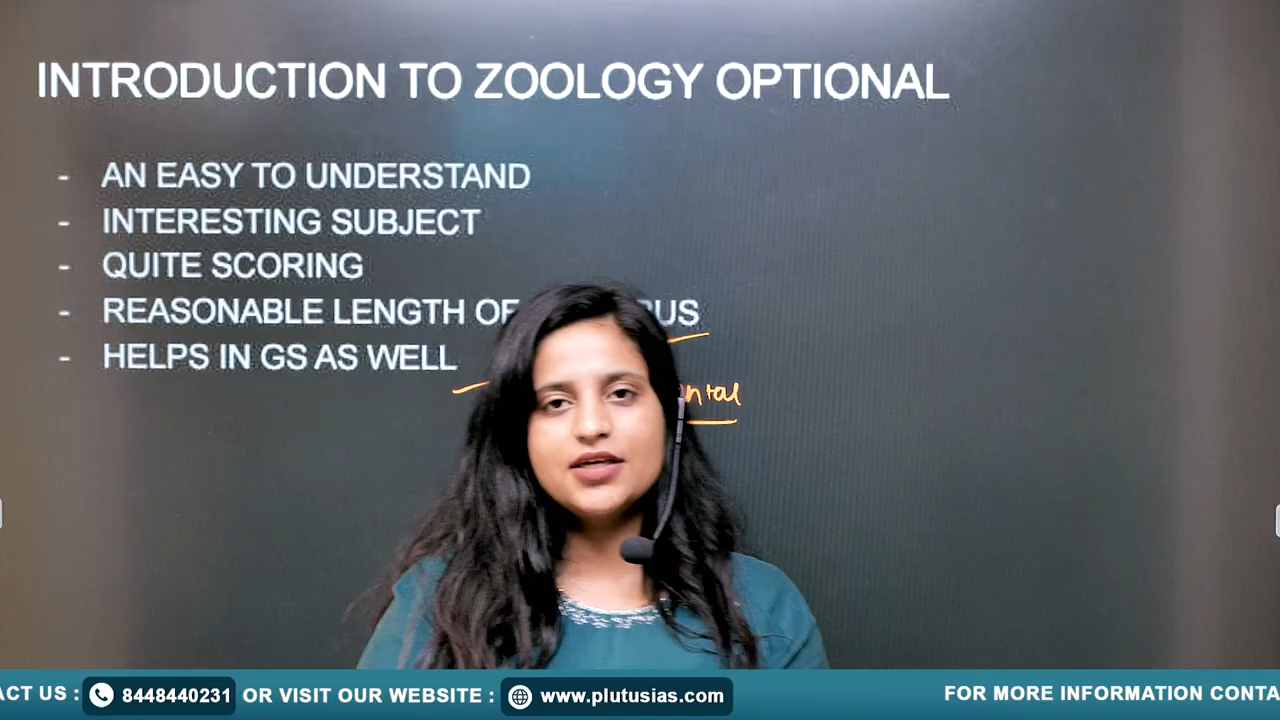 INTRODUCTION TO ZOOLOGY OPTIONAL
- AN EASY TO UNDERSTAND
- INTERESTING SUBJECT
- QUITE SCORING
- REASONABLE LENGTH OF
- HELPS IN GS AS WELL
ACT US : 8448440231 OR VISIT OUR WEBSITE : www.plutusias.com FOR MORE INFORMATION CONTA